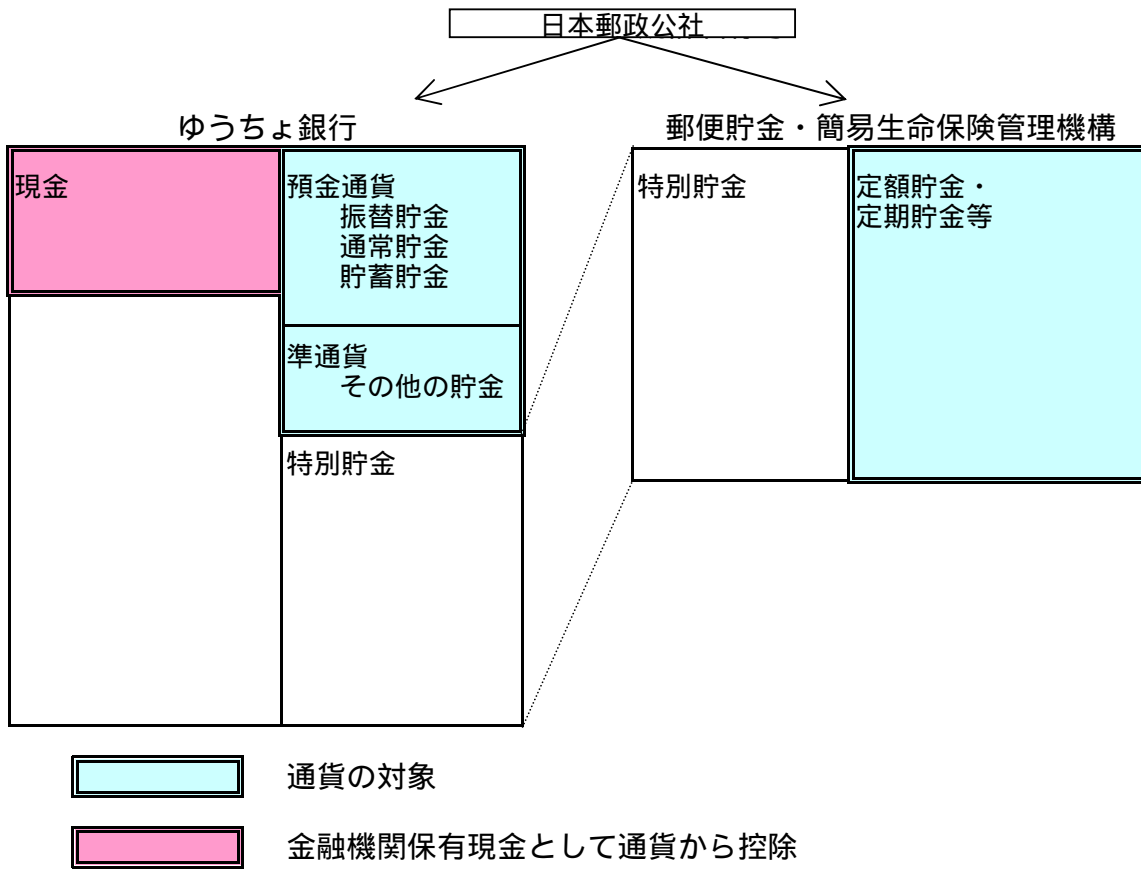 日本郵政公社
ゆうちょ銀行
現金
預金通貨
振替貯金
通常貯金
貯蓄貯金
準通貨
その他の貯金
特別貯金
郵便貯金・簡易生命保険管理機構
特別貯金
定額貯金・
定期貯金等
通貨の対象
金融機関保有現金として通貨から控除